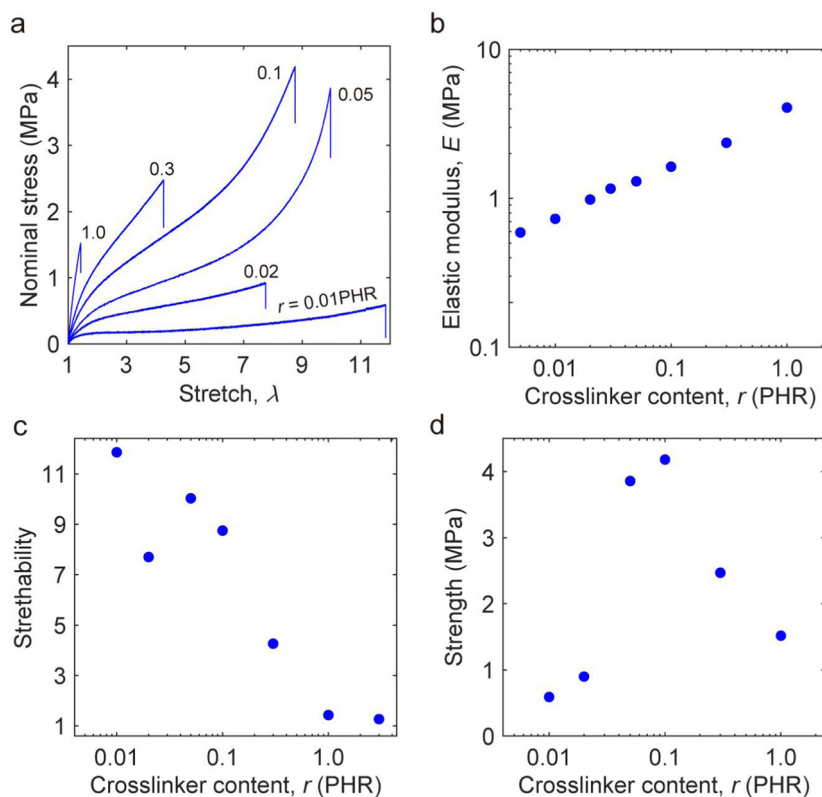 a
Nominal stress (MPa)
4
3
2
1
0
1.0
0.3
0.1
0.05
0.02
r = 0.01PHR
1 3 5 7 9 11
Stretch, λ
b
Elastic modulus, E (MPa)
10
1
0.1
0.01 0.1 1.0
Crosslinker content, r (PHR)
c
Strethability
11
9
7
5
3
1
0.01 0.1 1.0
Crosslinker content, r (PHR)
d
Strength (MPa)
4
3
2
1
0
0.01 0.1 1.0
Crosslinker content, r (PHR)